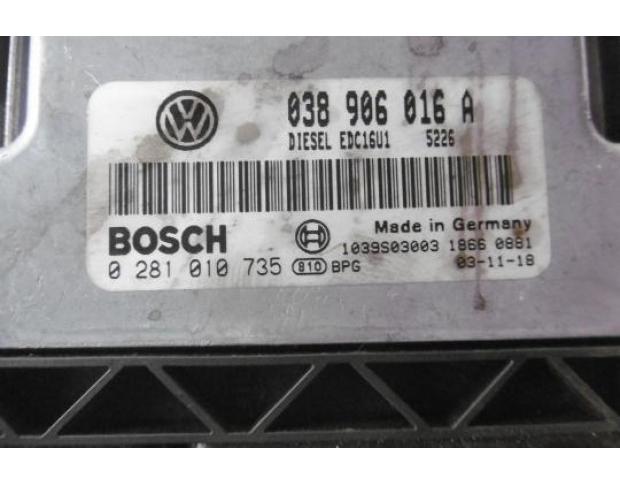 038 906 016 A
DIESEL EDC16U1 5226
BOSCH
Made in Germany
1039S03003 1866 0881
0 281 010 735 810 BPG 03-11-18